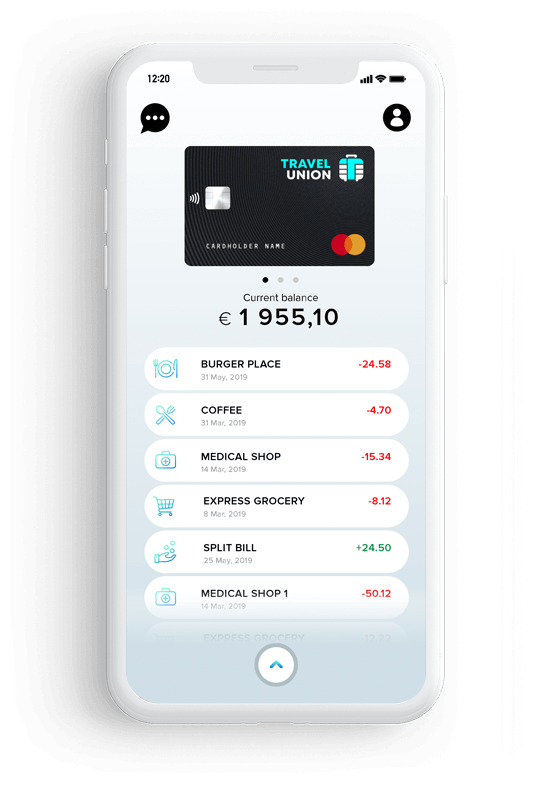 12:20
TRAVEL
UNION
CARDHOLDER NAME
Current balance
€ 1 955,10
BURGER PLACE -24.58
31 May, 2019
COFFEE -4.70
31 Mar, 2019
MEDICAL SHOP -15.34
14 Mar, 2019
EXPRESS GROCERY -8.12
8 Mar, 2019
SPLIT BILL +24.50
25 May, 2019
MEDICAL SHOP 1 -50.12
14 Mar, 2019
EXPRESS GROCERY